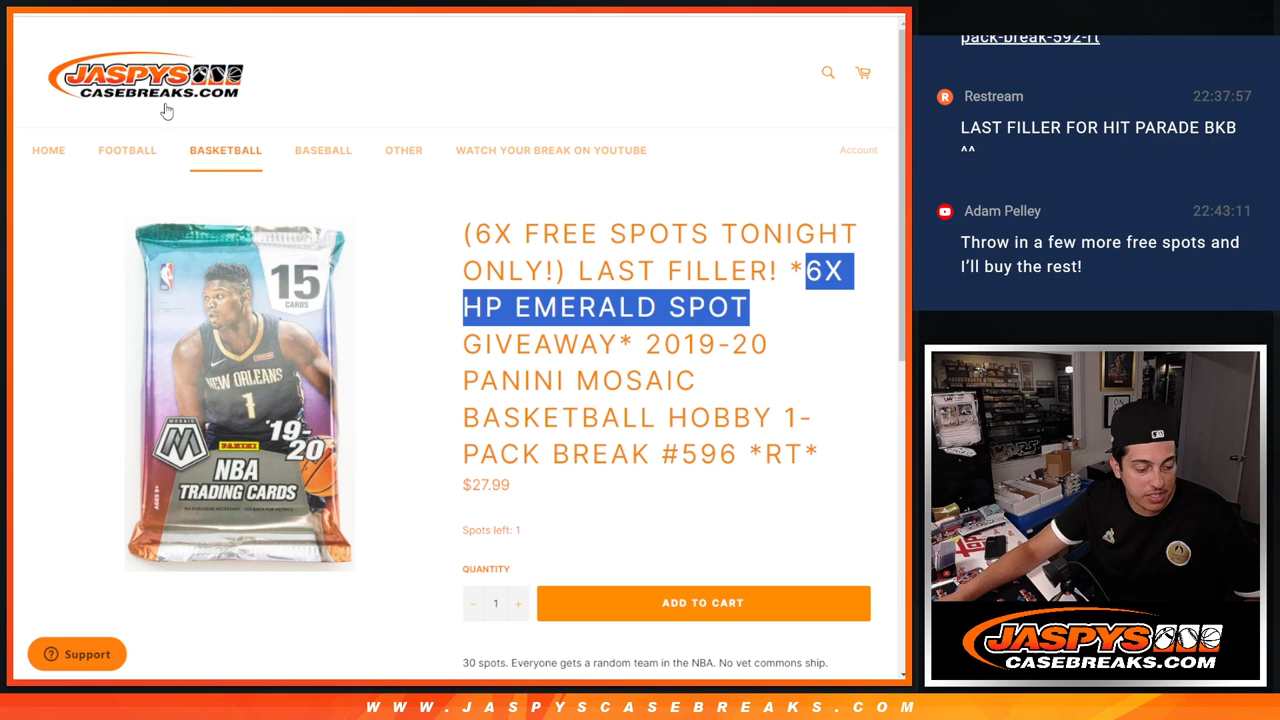 JASPYS
CASEBREAKS.COM
HOME FOOTBALL BASKETBALL BASEBALL OTHER WATCH YOUR BREAK ON YOUTUBE Account
15
CARDS
NEW ORLEANS
1
MOSAIC
PANINI
19-20
NBA
TRADING CARDS
(6X FREE SPOTS TONIGHT
ONLY!) LAST FILLER! *6X
HP EMERALD SPOT
GIVEAWAY* 2019-20
PANINI MOSAIC
BASKETBALL HOBBY 1-
PACK BREAK #596 *RT*
$27.99
Spots left: 1
QUANTITY
− 1 + ADD TO CART
30 spots. Everyone gets a random team in the NBA. No vet commons ship.
Support
pack-break-592-rt
Restream 22:37:57
LAST FILLER FOR HIT PARADE BKB
^^
Adam Pelley 22:43:11
Throw in a few more free spots and
I'll buy the rest!
JASPYS
CASEBREAKS.COM
WWW.JASPYSCASEBREAKS.COM